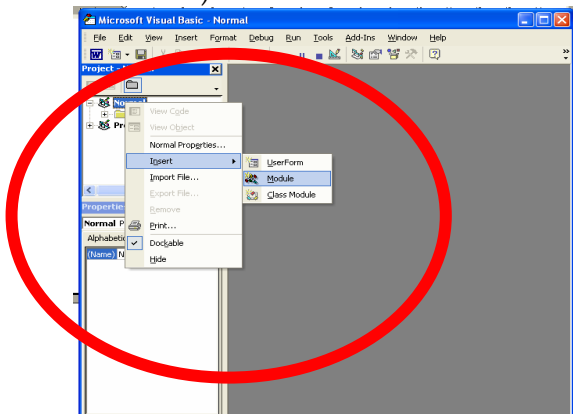 Microsoft Visual Basic - Normal
File Edit View Insert Format Debug Run Tools Add-Ins Window Help
Project -
Normal
View Code
View Object
Normal Properties...
Insert
UserForm
Import File...
Module
Export File...
Class Module
Remove
Properties
Normal
Print...
Alphabetic
Dockable
(Name) N
Hide